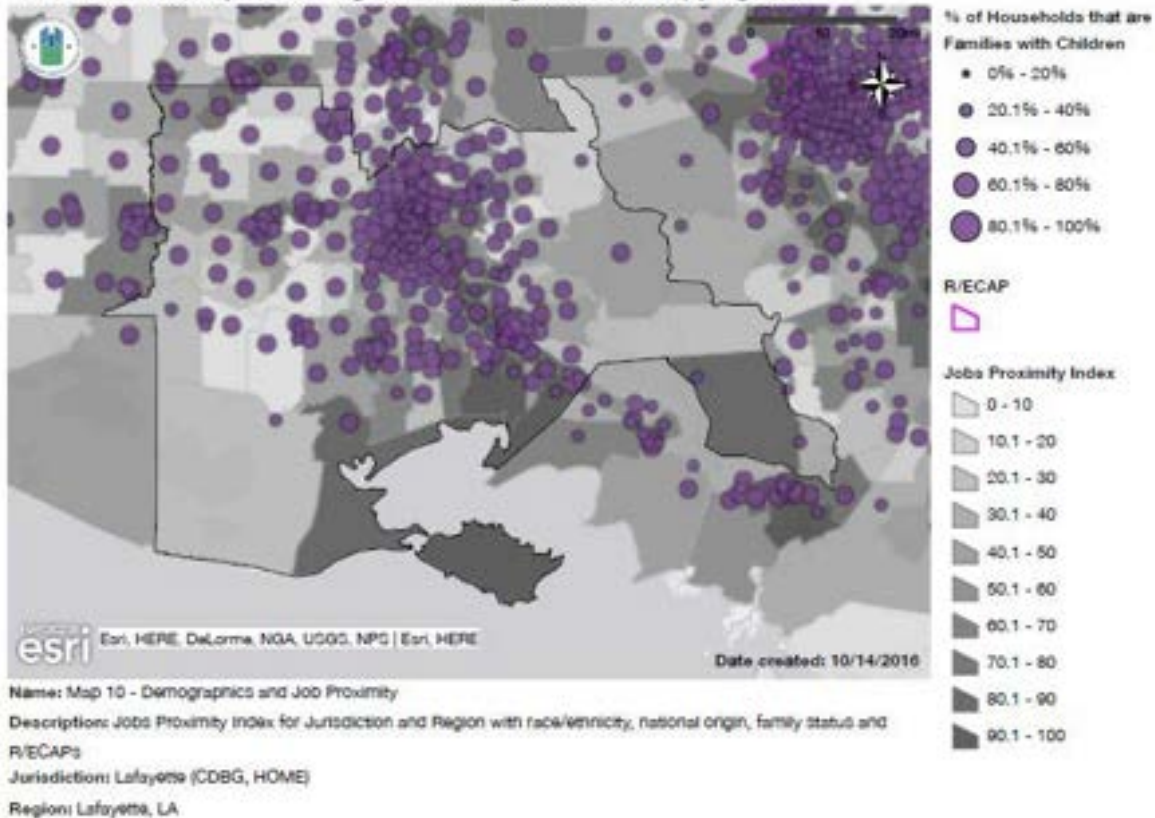 % of Households that are
Families with Children
0% - 20%
20.1% - 40%
40.1% - 60%
60.1% - 80%
80.1% - 100%
R/ECAP
Jobs Proximity Index
0 - 10
10.1 - 20
20.1 - 30
30.1 - 40
40.1 - 50
50.1 - 60
60.1 - 70
70.1 - 80
80.1 - 90
90.1 - 100
esri
Esri, HERE, DeLorme, NGA, USGS, NPS | Esri, HERE
Date created: 10/14/2016
Name: Map 10 - Demographics and Job Proximity
Description: Jobs Proximity Index for Jurisdiction and Region with race/ethnicity, national origin, family status and
R/ECAPs
Jurisdiction: Lafayette (CDBG, HOME)
Region: Lafayette, LA